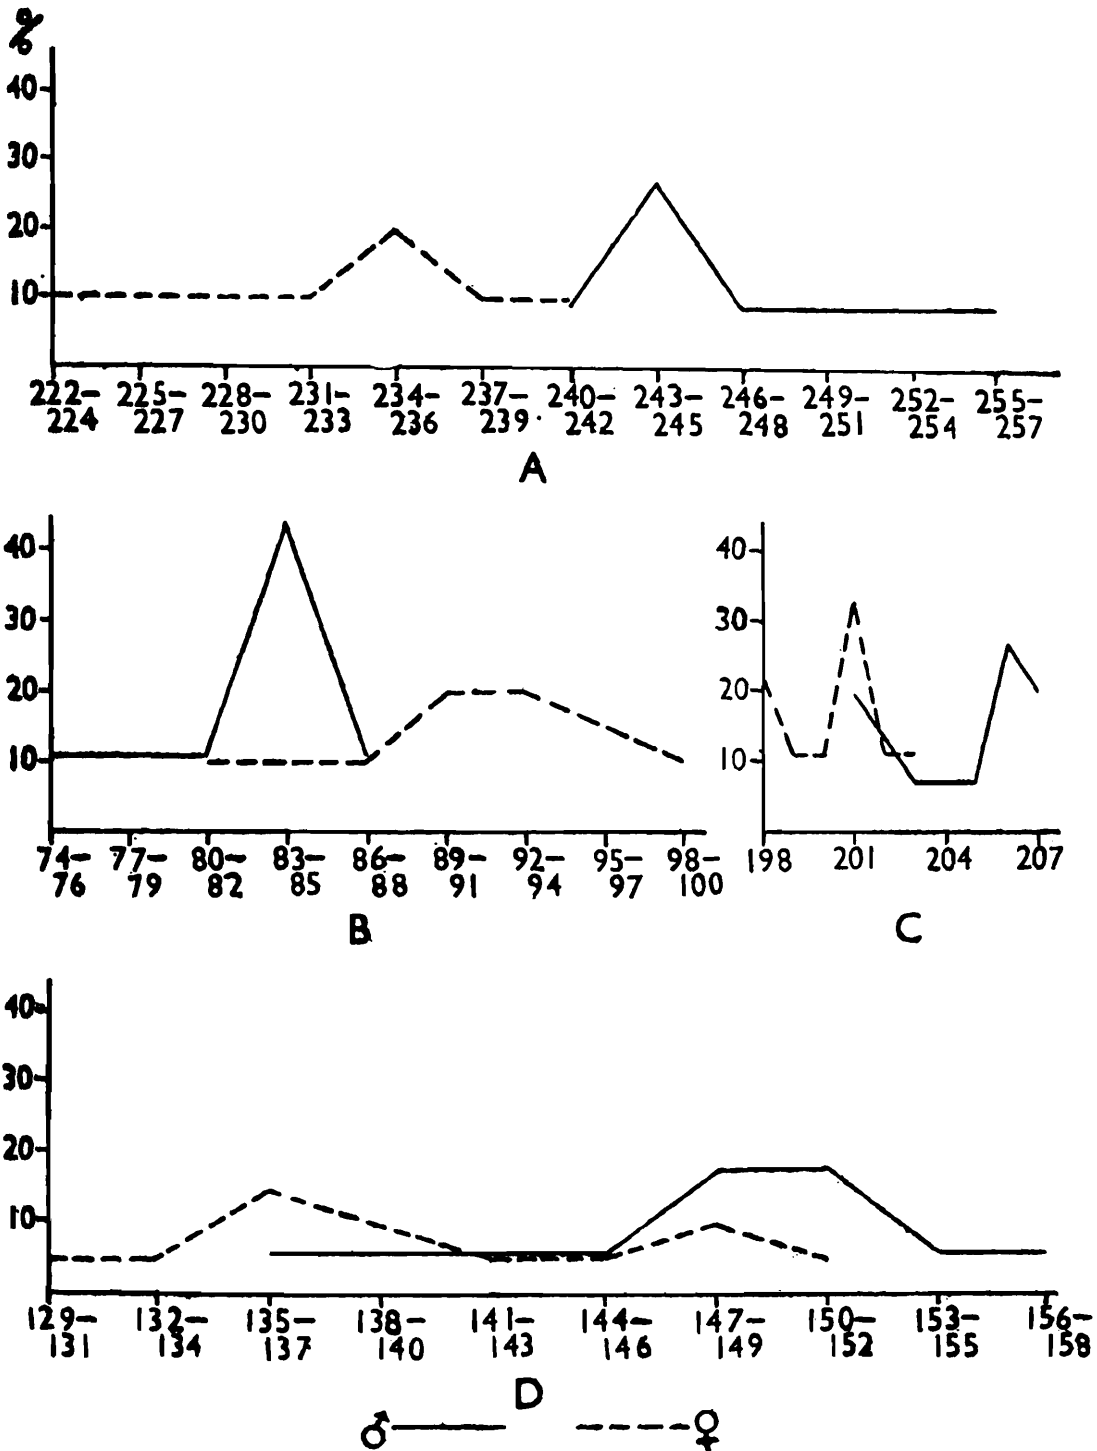 %
40
30
20
10
222- 225- 228- 231- 234- 237- 240- 243- 246- 249- 252- 255-
224 227 230 233 236 239 242 245 248 251 254 257
A
40
30
20
10
74- 77- 80- 83- 86- 89- 92- 95- 98-
76 79 82 85 88 91 94 97 100
B
40
30
20
10
198 201 204 207
C
40
30
20
10
129- 132- 135- 138- 141- 144- 147- 150- 153- 156-
131 134 137 140 143 146 149 152 155 158
D
♂ ♀